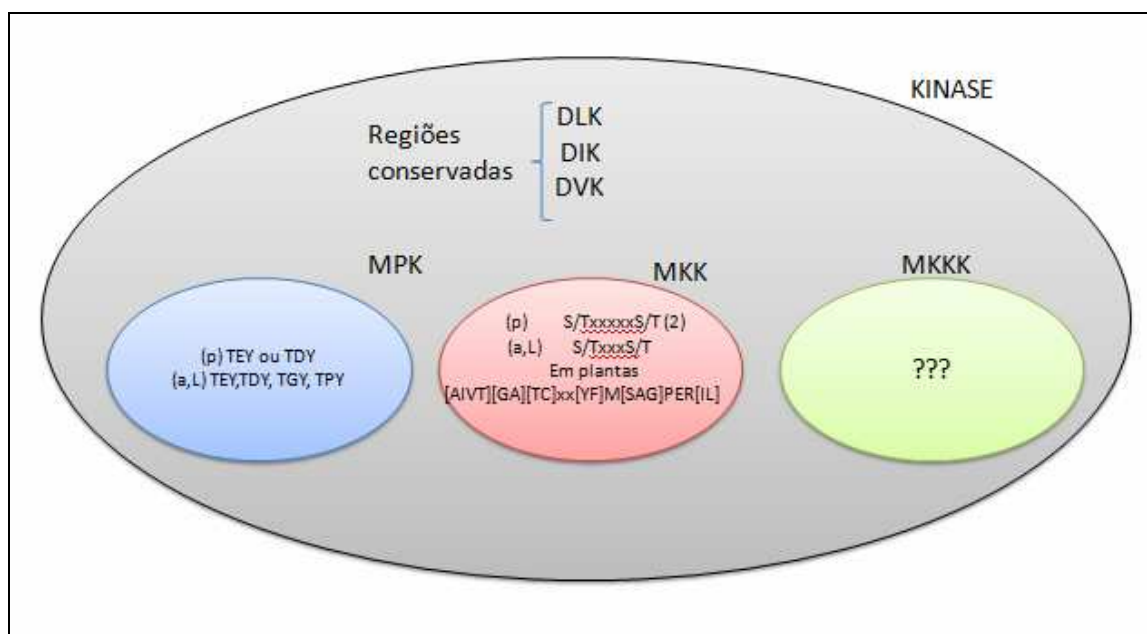 KINASE
Regiões
conservadas
DLK
DIK
DVK
MPK
(p) TEY ou TDY
(a,L) TEY,TDY, TGY, TPY
MKK
(p) S/TxxxxxS/T (2)
(a,L) S/TxxxS/T
Em plantas
[AIVT][GA][TC]xx[YF]M[SAG]PER[IL]
MKKK
???